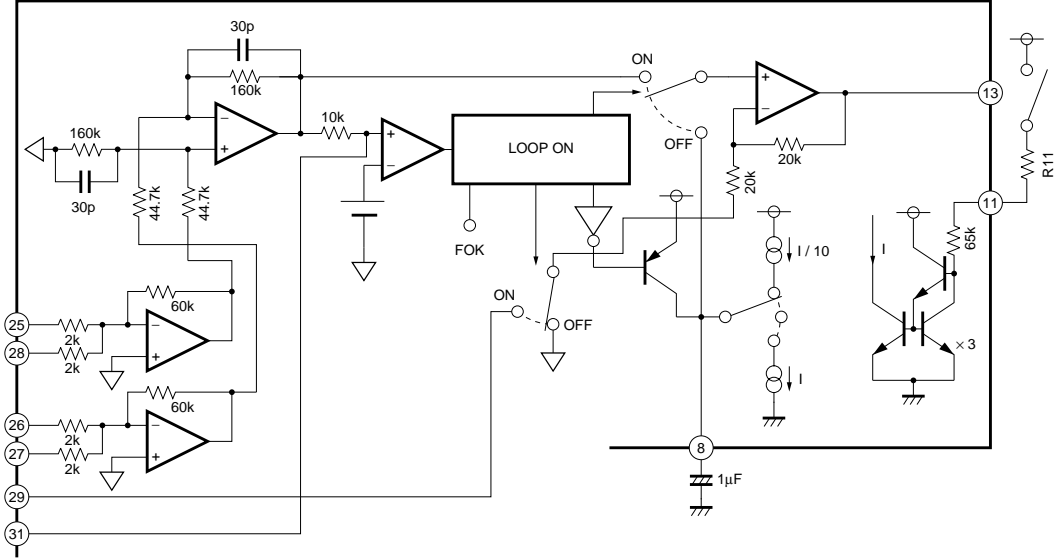 30p
160k
ON
13
10k
160k
30p
LOOP ON
OFF
20k
20k
R11
44.7k
44.7k
FOK
11
65k
I / 10
I
60k
25
2k
28
2k
ON
OFF
× 3
I
60k
26
2k
27
2k
8
1µF
29
31
+
−
−
+
+
−
−
+
−
+